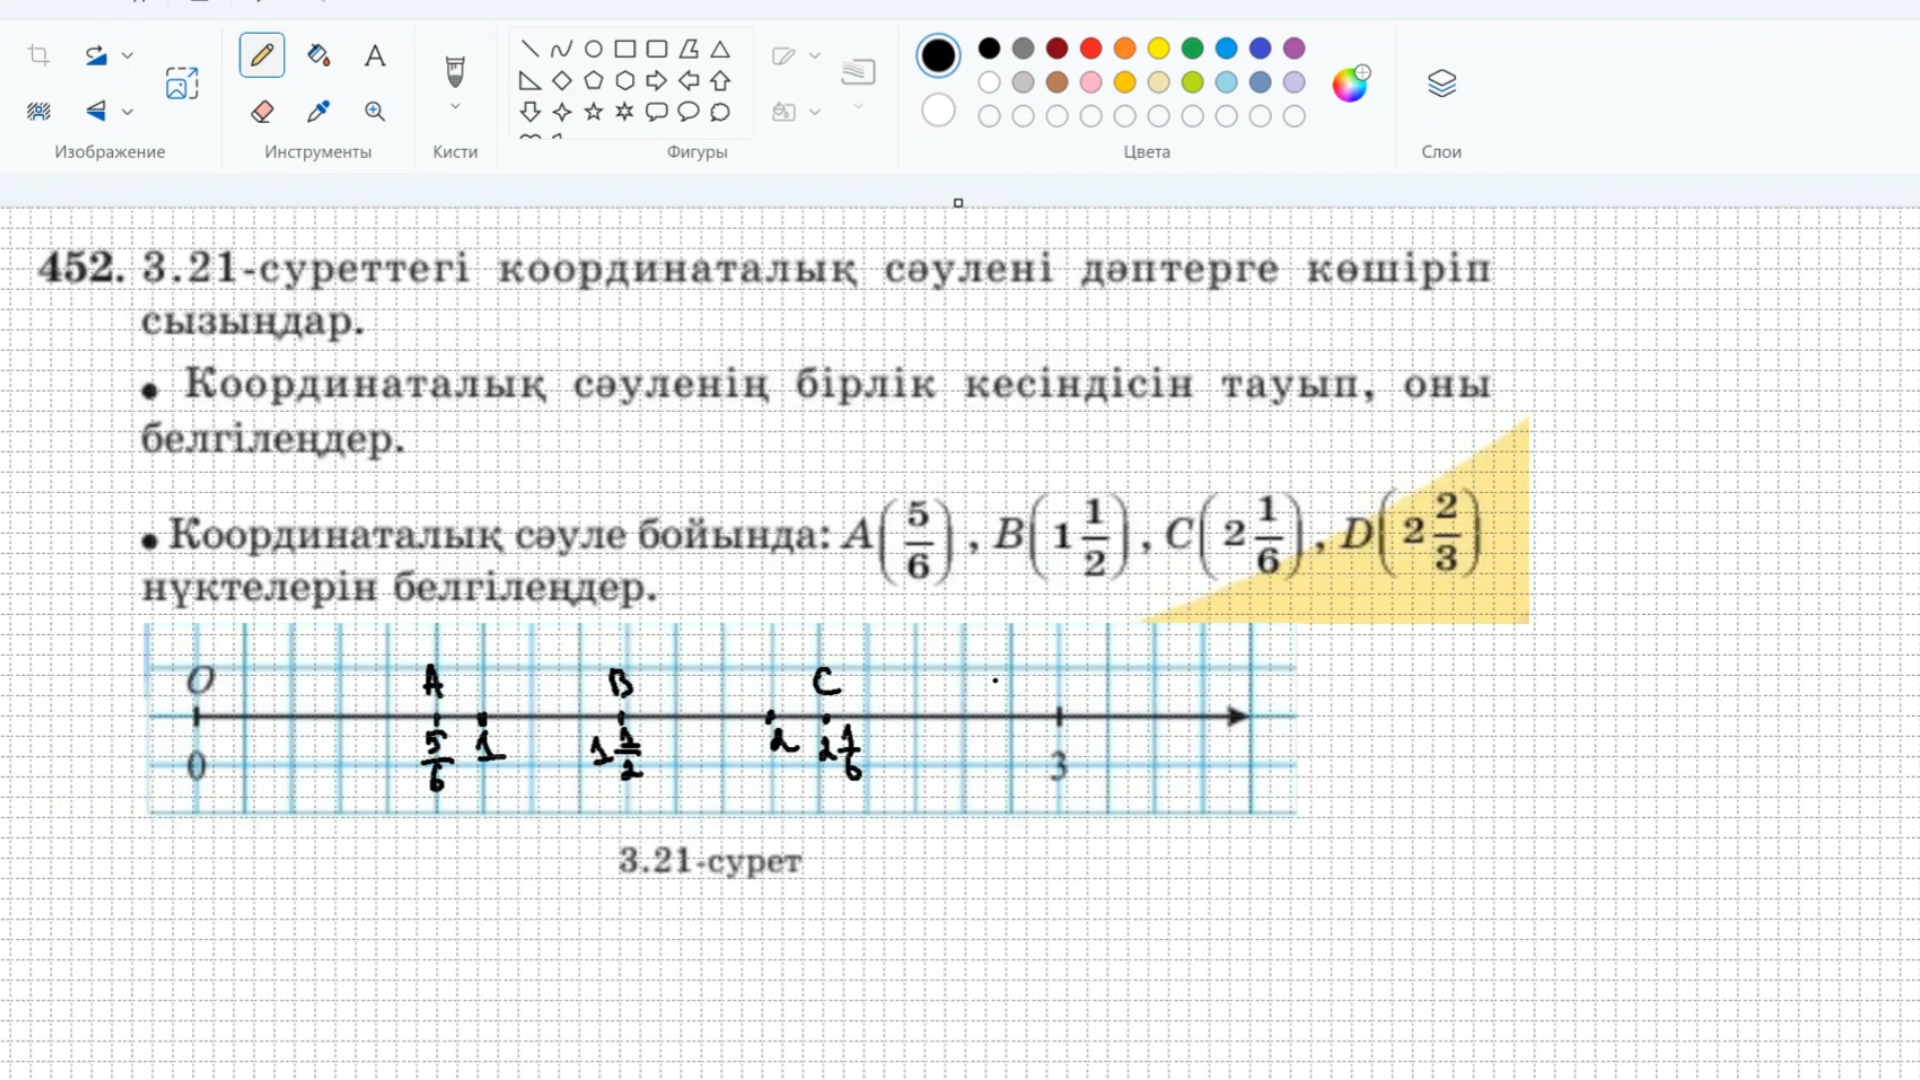 Изображение
Инструменты
Кисти
Фигуры
Цвета
Слои
452. 3.21-суреттегі координаталық сәулені дәптерге көшіріп
сызыңдар.
• Координаталық сәуленің бірлік кесіндісін тауып, оны
белгілеңдер.
• Координаталық сәуле бойында: A(5/6), B(1 1/2), C(2 1/6), D(2 2/3)
нүктелерін белгілеңдер.
O A B C
0 5/6 1 1 1/2 2 2 1/6 3
3.21-сурет